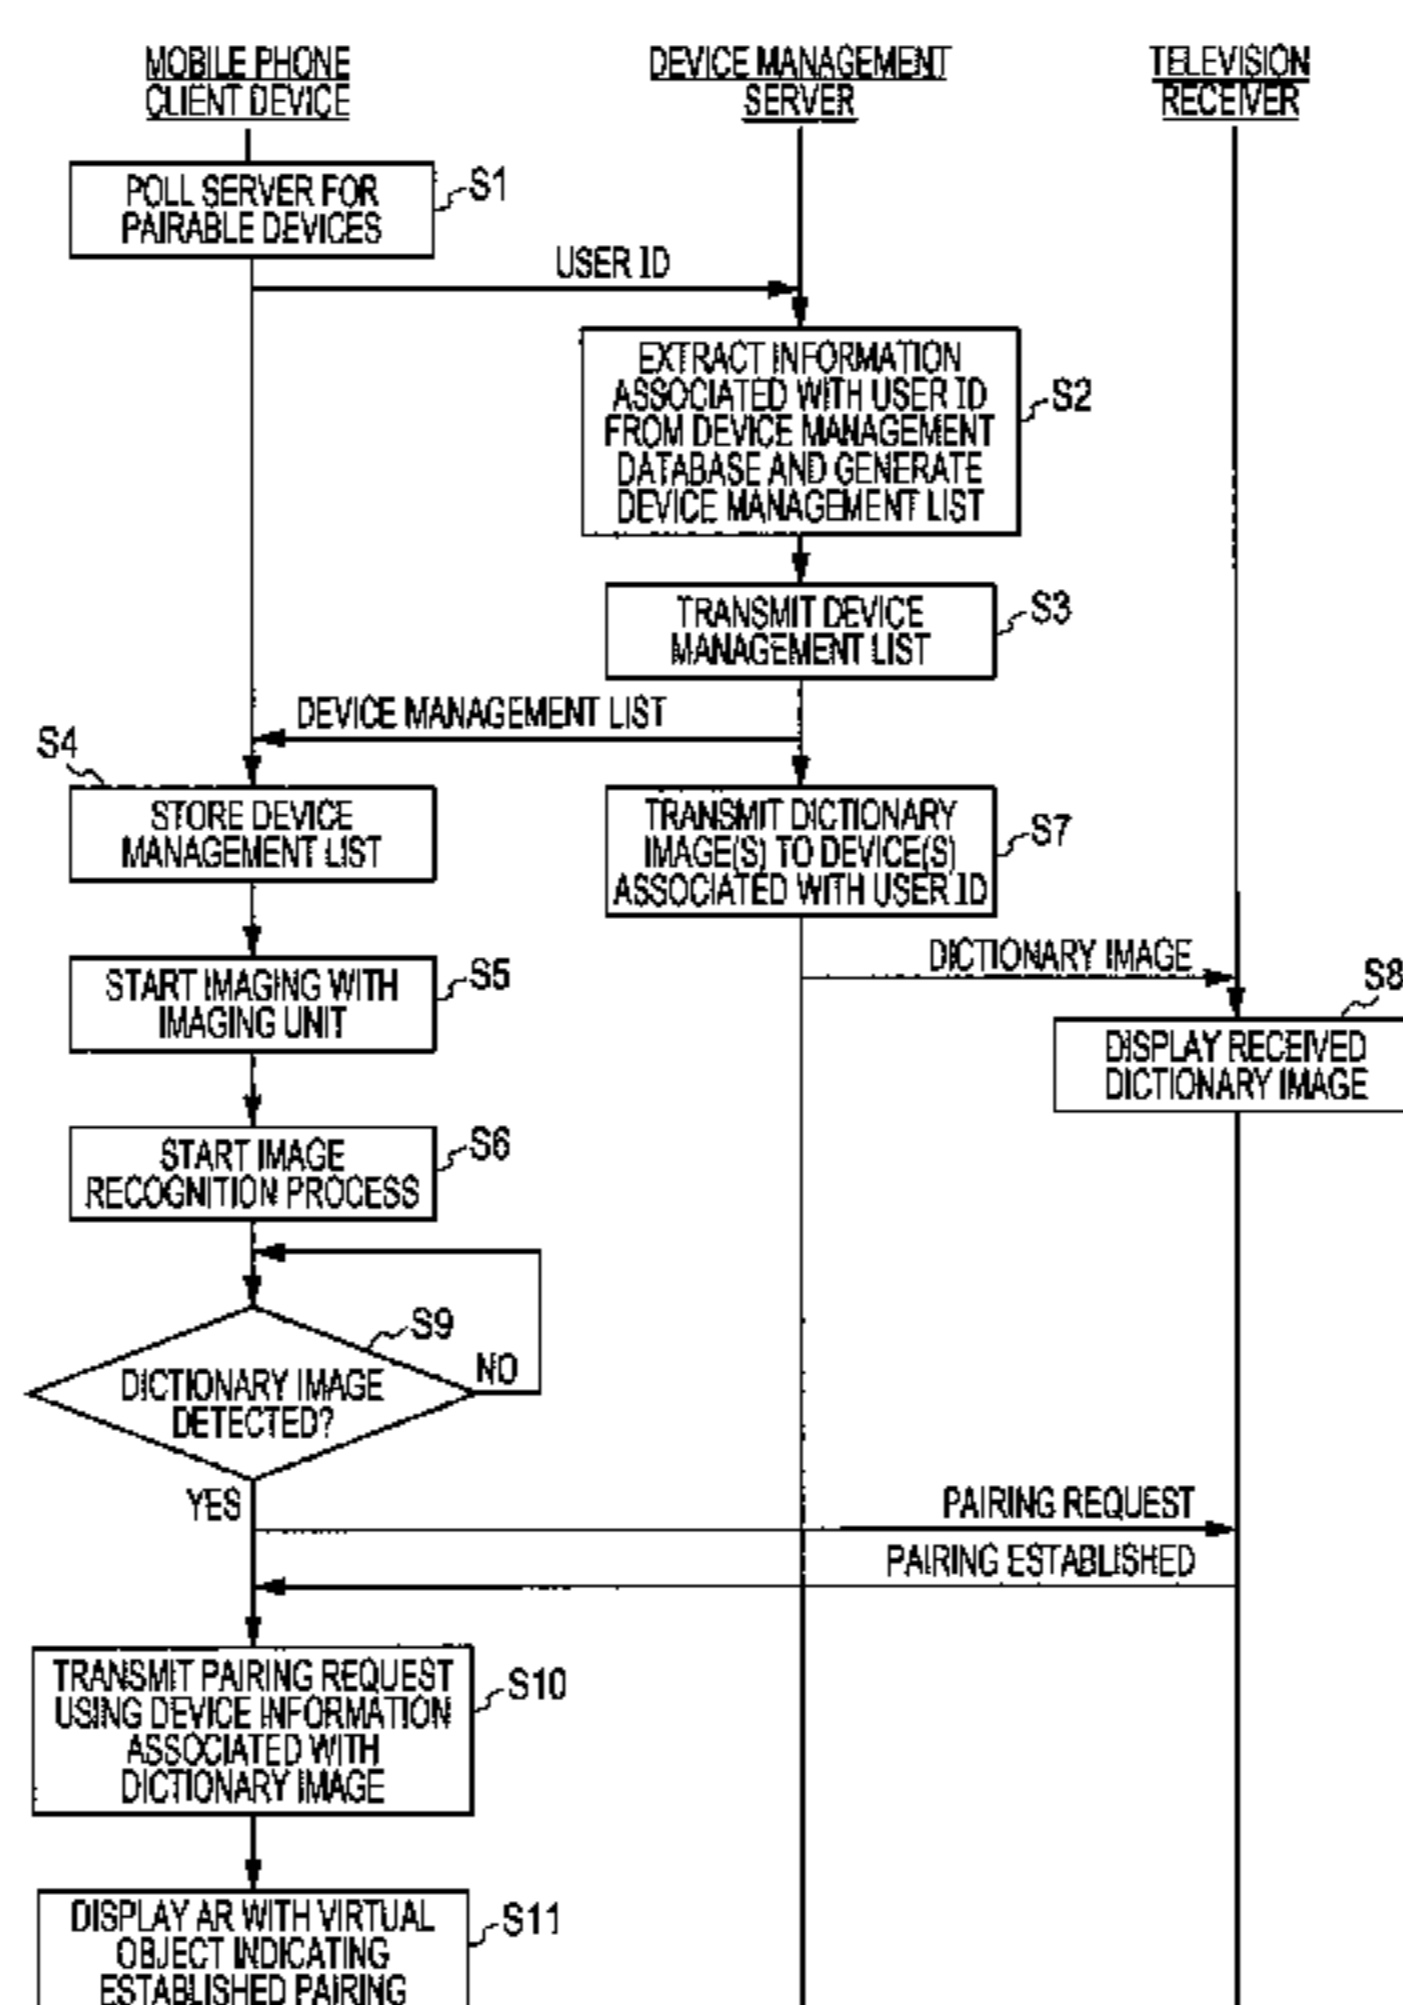 MOBILE PHONE
CLIENT DEVICE
DEVICE MANAGEMENT
SERVER
TELEVISION
RECEIVER
POLL SERVER FOR
PAIRABLE DEVICES
S1
USER ID
EXTRACT INFORMATION
ASSOCIATED WITH USER ID
FROM DEVICE MANAGEMENT
DATABASE AND GENERATE
DEVICE MANAGEMENT LIST
S2
TRANSMIT DEVICE
MANAGEMENT LIST
S3
DEVICE MANAGEMENT LIST
S4
STORE DEVICE
MANAGEMENT LIST
TRANSMIT DICTIONARY
IMAGE(S) TO DEVICE(S)
ASSOCIATED WITH USER ID
S7
DICTIONARY IMAGE
START IMAGING WITH
IMAGING UNIT
S5
S8
DISPLAY RECEIVED
DICTIONARY IMAGE
START IMAGE
RECOGNITION PROCESS
S6
S9
DICTIONARY IMAGE
DETECTED?
NO
YES
PAIRING REQUEST
PAIRING ESTABLISHED
TRANSMIT PAIRING REQUEST
USING DEVICE INFORMATION
ASSOCIATED WITH
DICTIONARY IMAGE
S10
DISPLAY AR WITH VIRTUAL
OBJECT INDICATING
ESTABLISHED PAIRING
S11